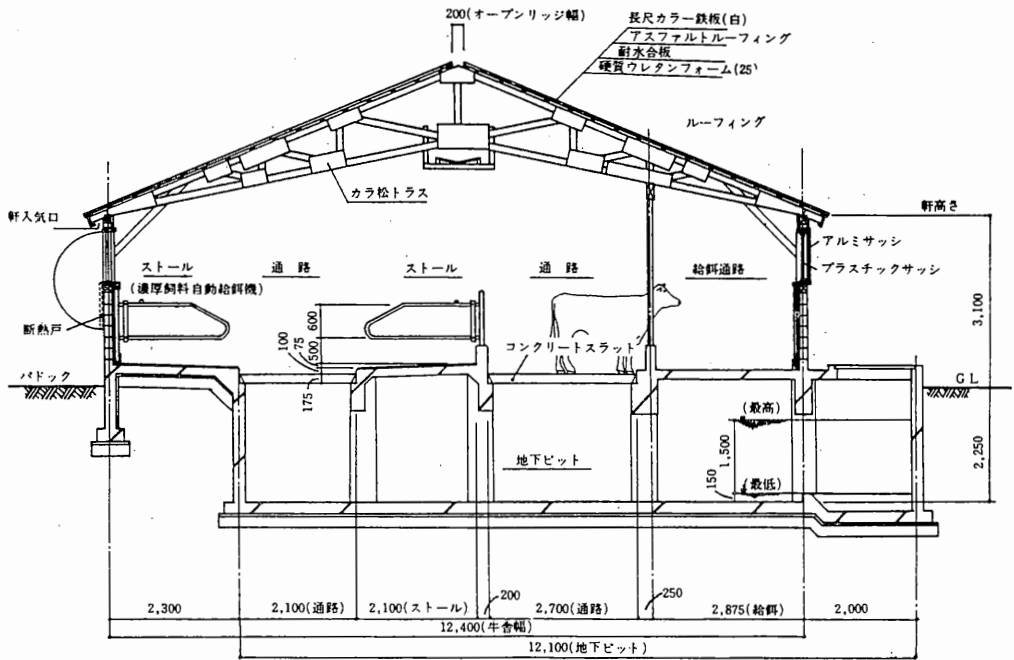 200(オープンリッジ幅)
長尺カラー鉄板(白)
アスファルトルーフィング
耐水合板
硬質ウレタンフォーム(25)
ルーフィング
カラ松トラス
軒入気口
軒高さ
アルミサッシ
プラスチックサッシ
ストール
通路
ストール
通路
給餌通路
(濃厚飼料自動給餌機)
断熱戸
コンクリートスラット
パドック
GL
100
75
500
600
175
3,100
(最高)
地下ピット
1,500
150
(最低)
2,250
2,300
2,100(通路)
2,100(ストール)
200
2,700(通路)
250
2,875(給餌)
2,000
12,400(牛舎幅)
12,100(地下ピット)